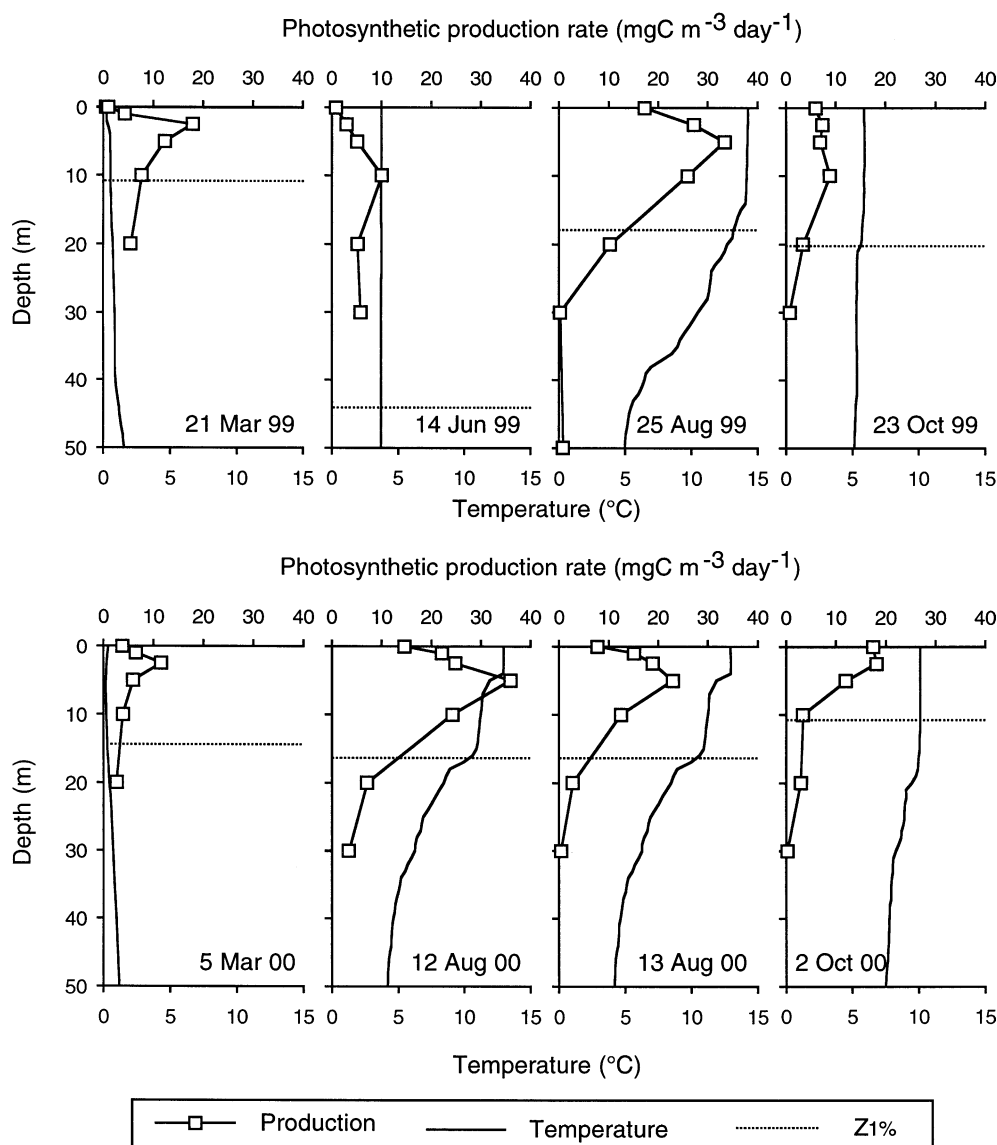 Photosynthetic production rate (mgC m-3 day-1)
0 10 20 30 40 0 10 20 30 40 0 10 20 30 40 0 10 20 30 40
0
10
20
30
40
50
Depth (m)
21 Mar 99 14 Jun 99 25 Aug 99 23 Oct 99
0 5 10 15 0 5 10 15 0 5 10 15 0 5 10 15
Temperature (°C)
Photosynthetic production rate (mgC m-3 day-1)
0 10 20 30 40 0 10 20 30 40 0 10 20 30 40 0 10 20 30 40
0
10
20
30
40
50
Depth (m)
5 Mar 00 12 Aug 00 13 Aug 00 2 Oct 00
0 5 10 15 0 5 10 15 0 5 10 15 0 5 10 15
Temperature (°C)
Production Temperature Z1%